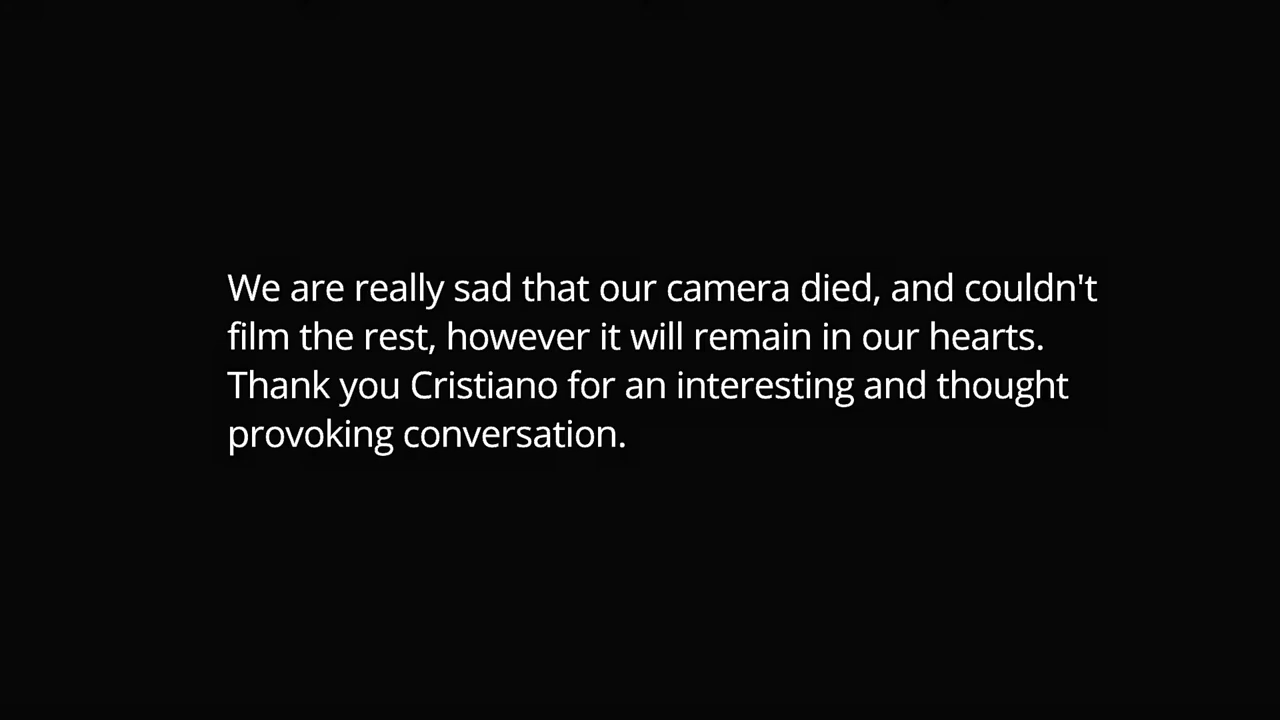 We are really sad that our camera died, and couldn't
film the rest, however it will remain in our hearts.
Thank you Cristiano for an interesting and thought
provoking conversation.